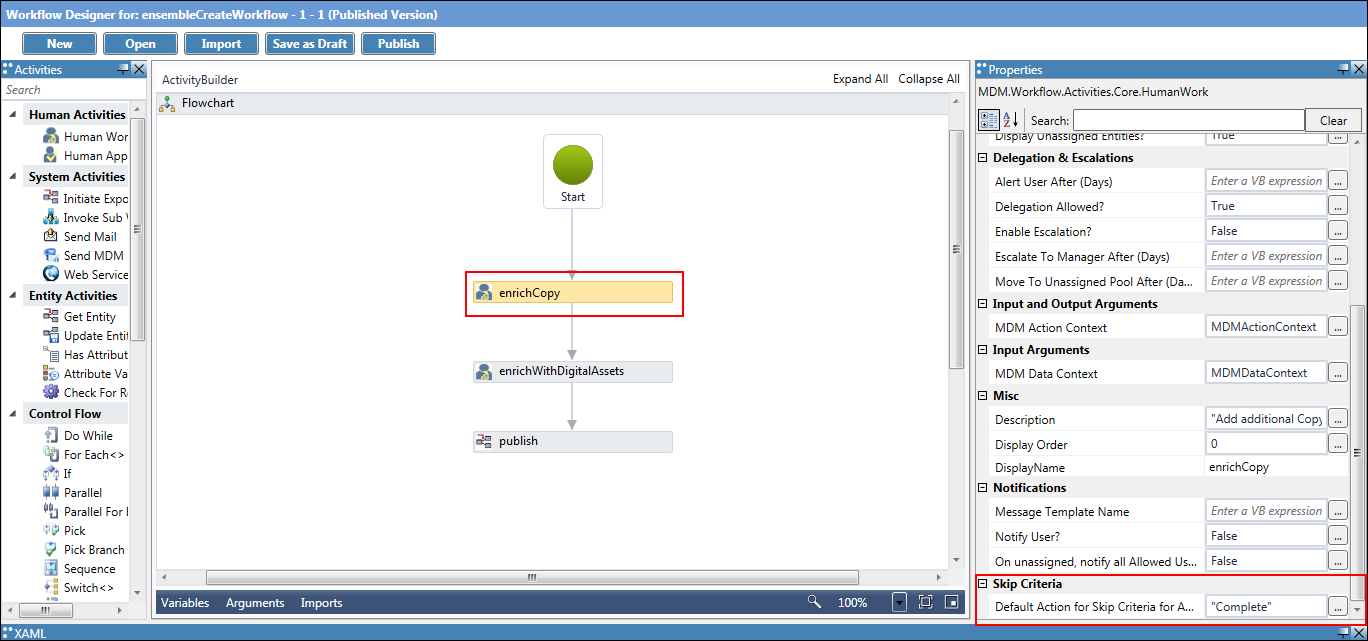 Workflow Designer for: ensembleCreateWorkflow - 1 - 1 (Published Version)
New Open Import Save as Draft Publish
Activities
Search
Human Activities
Human Wor
Human App
System Activities
Initiate Expo
Invoke Sub
Send Mail
Send MDM
Web Service
Entity Activities
Get Entity
Update Entit
Has Attribut
Attribute Va
Check For R
Control Flow
Do While
For Each<>
If
Parallel
Parallel For
Pick
Pick Branch
Sequence
Switch<>
ActivityBuilder Expand All Collapse All
Flowchart
Start
enrichCopy
enrichWithDigitalAssets
publish
Variables Arguments Imports 100%
Properties
MDM.Workflow.Activities.Core.HumanWork
Search: Clear
Display Unassigned Entities? True ...
Delegation & Escalations
Alert User After (Days) Enter a VB expression ...
Delegation Allowed? True ...
Enable Escalation? False ...
Escalate To Manager After (Days) Enter a VB expression ...
Move To Unassigned Pool After (Da... Enter a VB expression ...
Input and Output Arguments
MDM Action Context MDMActionContext ...
Input Arguments
MDM Data Context MDMDataContext ...
Misc
Description "Add additional Copy ...
Display Order 0 ...
DisplayName enrichCopy
Notifications
Message Template Name Enter a VB expression ...
Notify User? False ...
On unassigned, notify all Allowed Us... False ...
Skip Criteria
Default Action for Skip Criteria for A... "Complete" ...
XAML